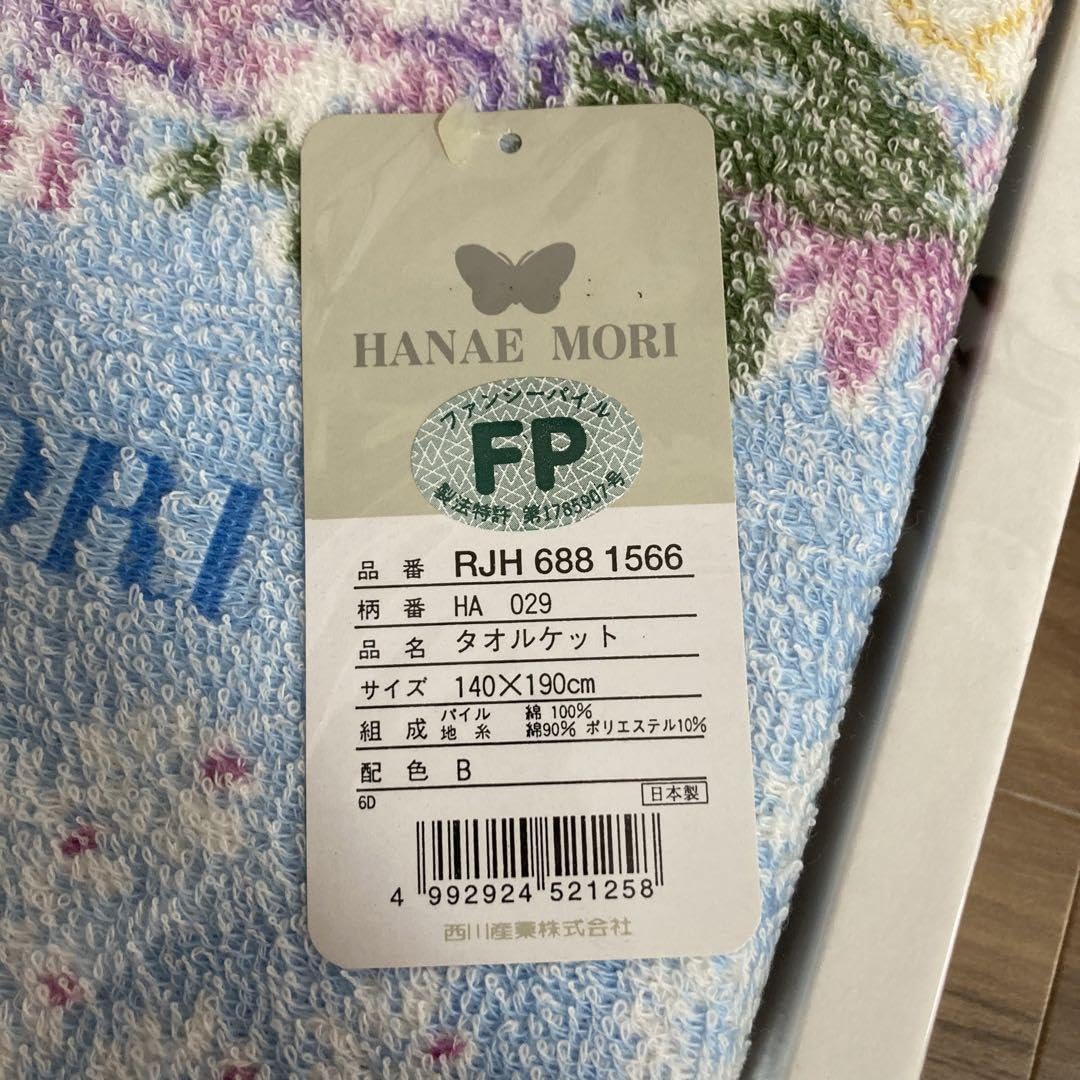 HANAE MORI
ファンシーパイル
FP
製法特許 第1785907号
ORI
品番 RJH 688 1566
柄番 HA 029
品名 タオルケット
サイズ 140×190cm
組成 パイル 綿 100%
地糸 綿90% ポリエステル10%
配色 B
6D 日本製
4 992924 521258
西川産業株式会社